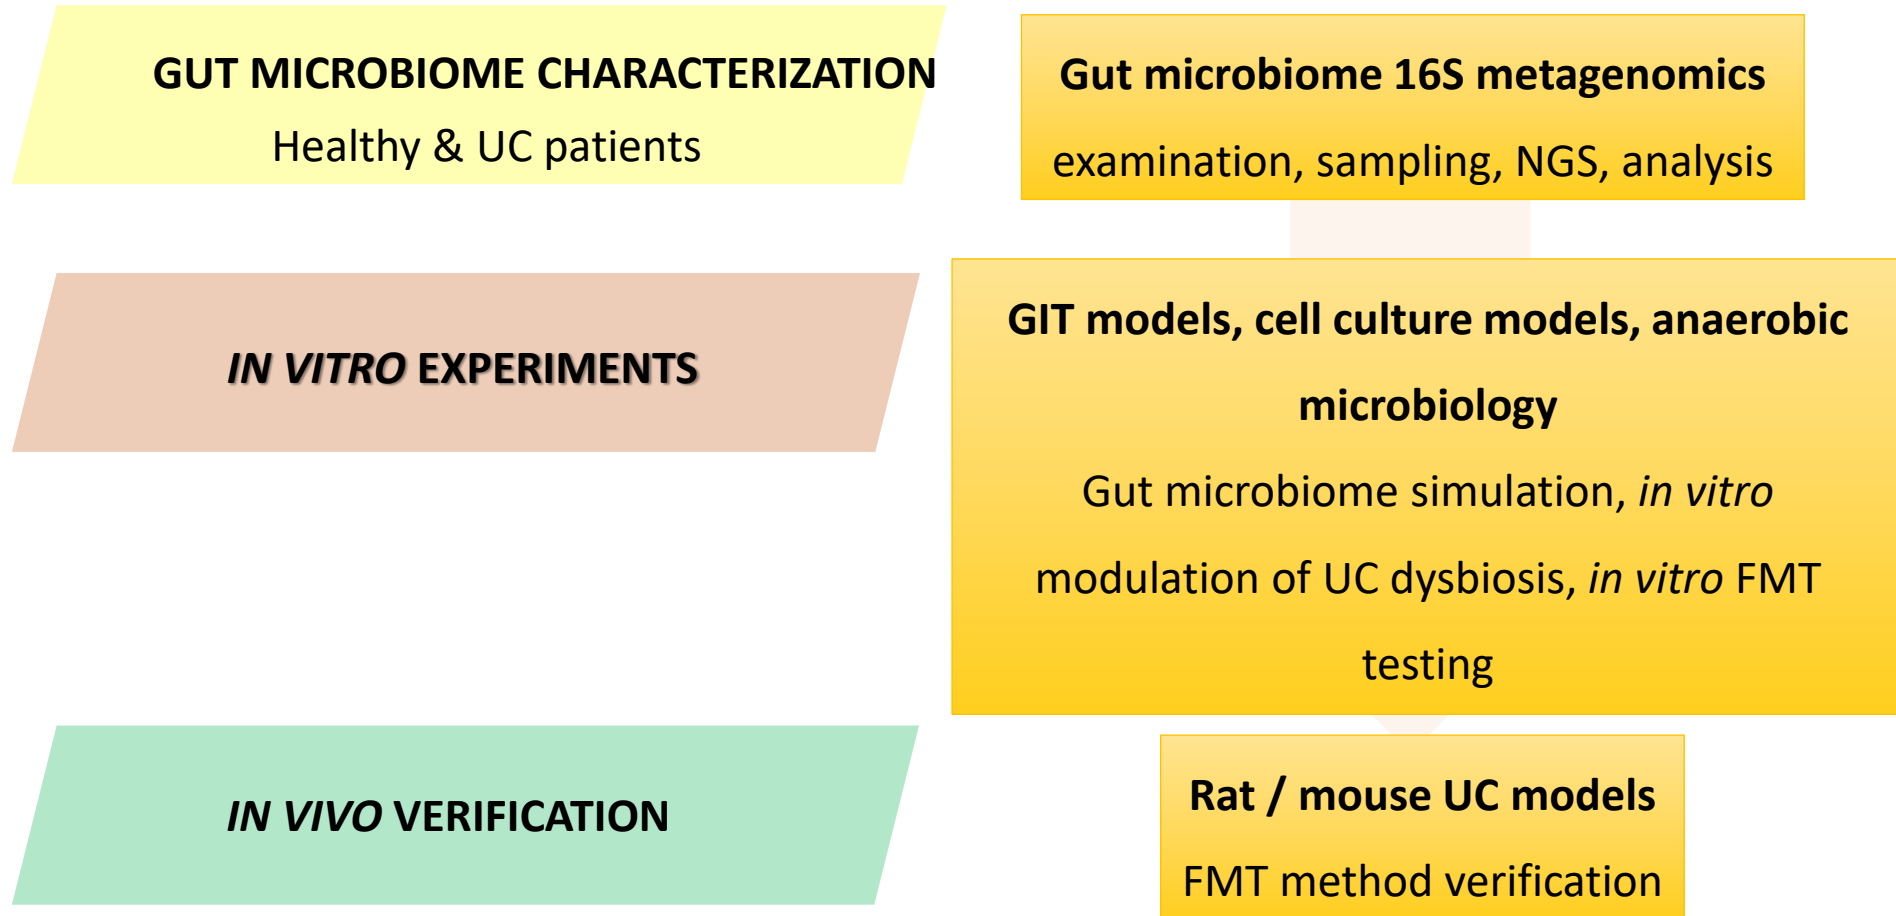 GUT MICROBIOME CHARACTERIZATION
Healthy & UC patients
Gut microbiome 16S metagenomics
examination, sampling, NGS, analysis
IN VITRO EXPERIMENTS
GIT models, cell culture models, anaerobic
microbiology
Gut microbiome simulation, in vitro
modulation of UC dysbiosis, in vitro FMT
testing
IN VIVO VERIFICATION
Rat / mouse UC models
FMT method verification